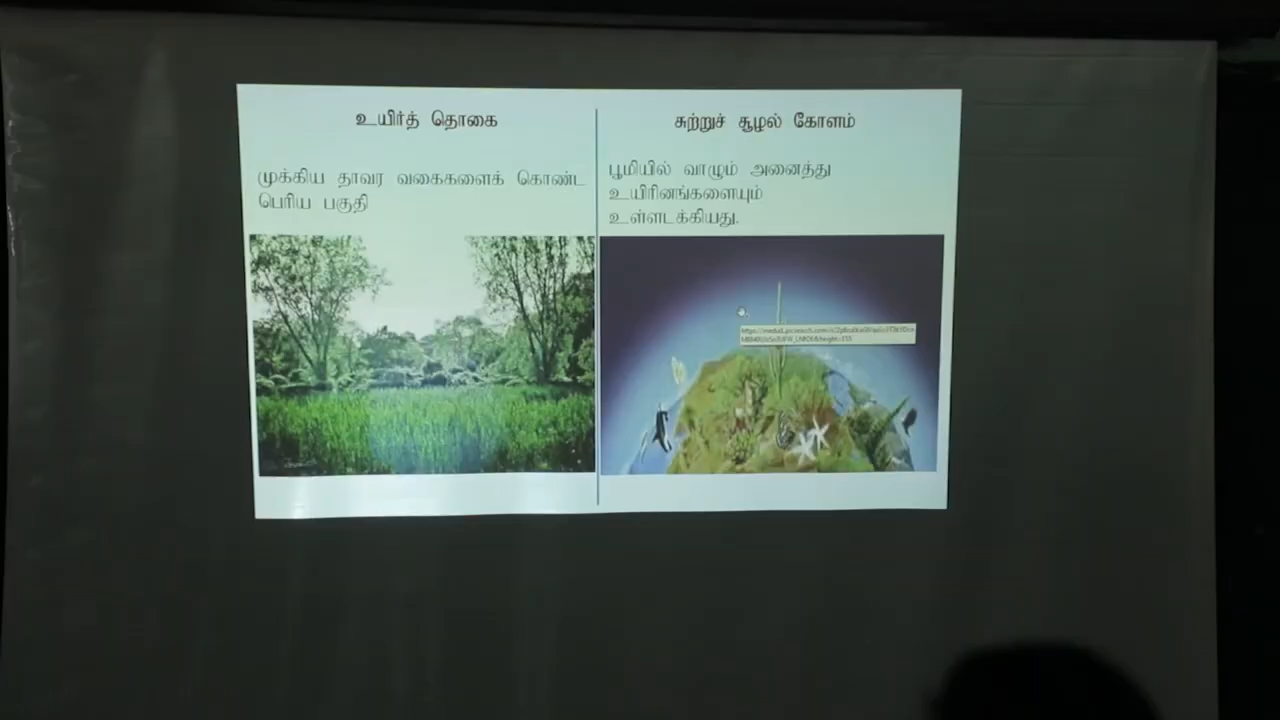 உயிர்த் தொகை
முக்கிய தாவர வகைகளைக் கொண்ட
பெரிய பகுதி
சுற்றுச் சூழல் கோளம்
பூமியில் வாழும் அனைத்து
உயிரினங்களையும்
உள்ளடக்கியது.